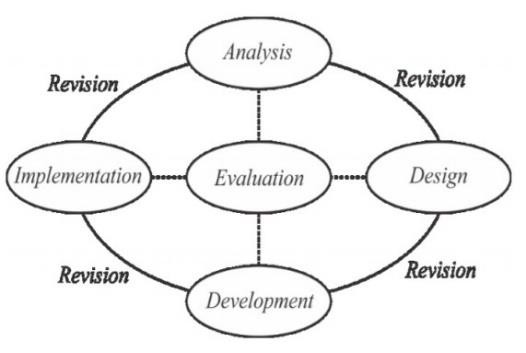 Analysis
Revision
Revision
Implementation
Evaluation
Design
Revision
Revision
Development